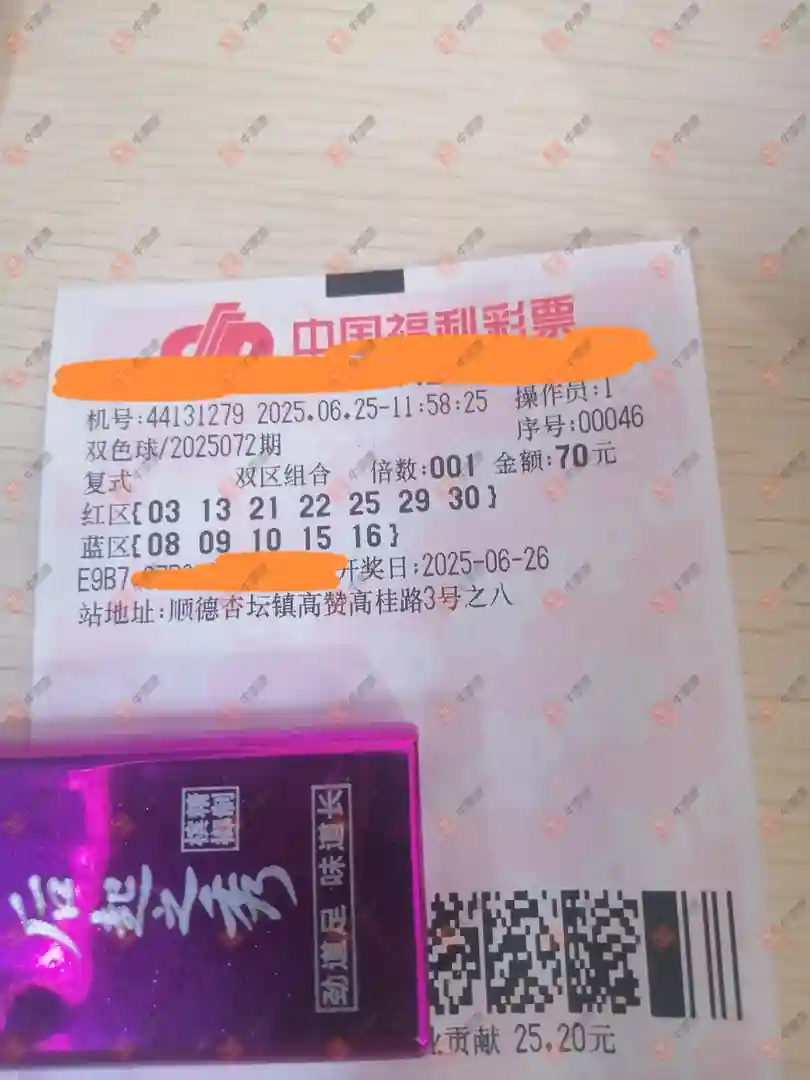 中国福利彩票
机号:44131279 2025.06.25-11:58:25 操作员:1
双色球/2025072期 序号:00046
复式 双区组合 倍数:001 金额:70元
红区{03 13 21 22 25 29 30}
蓝区{08 09 10 15 16}
E9B7 开奖日:2025-06-26
站地址:顺德杏坛镇高赞高桂路3号之八
劲道足 味道长
贡献 25.20元